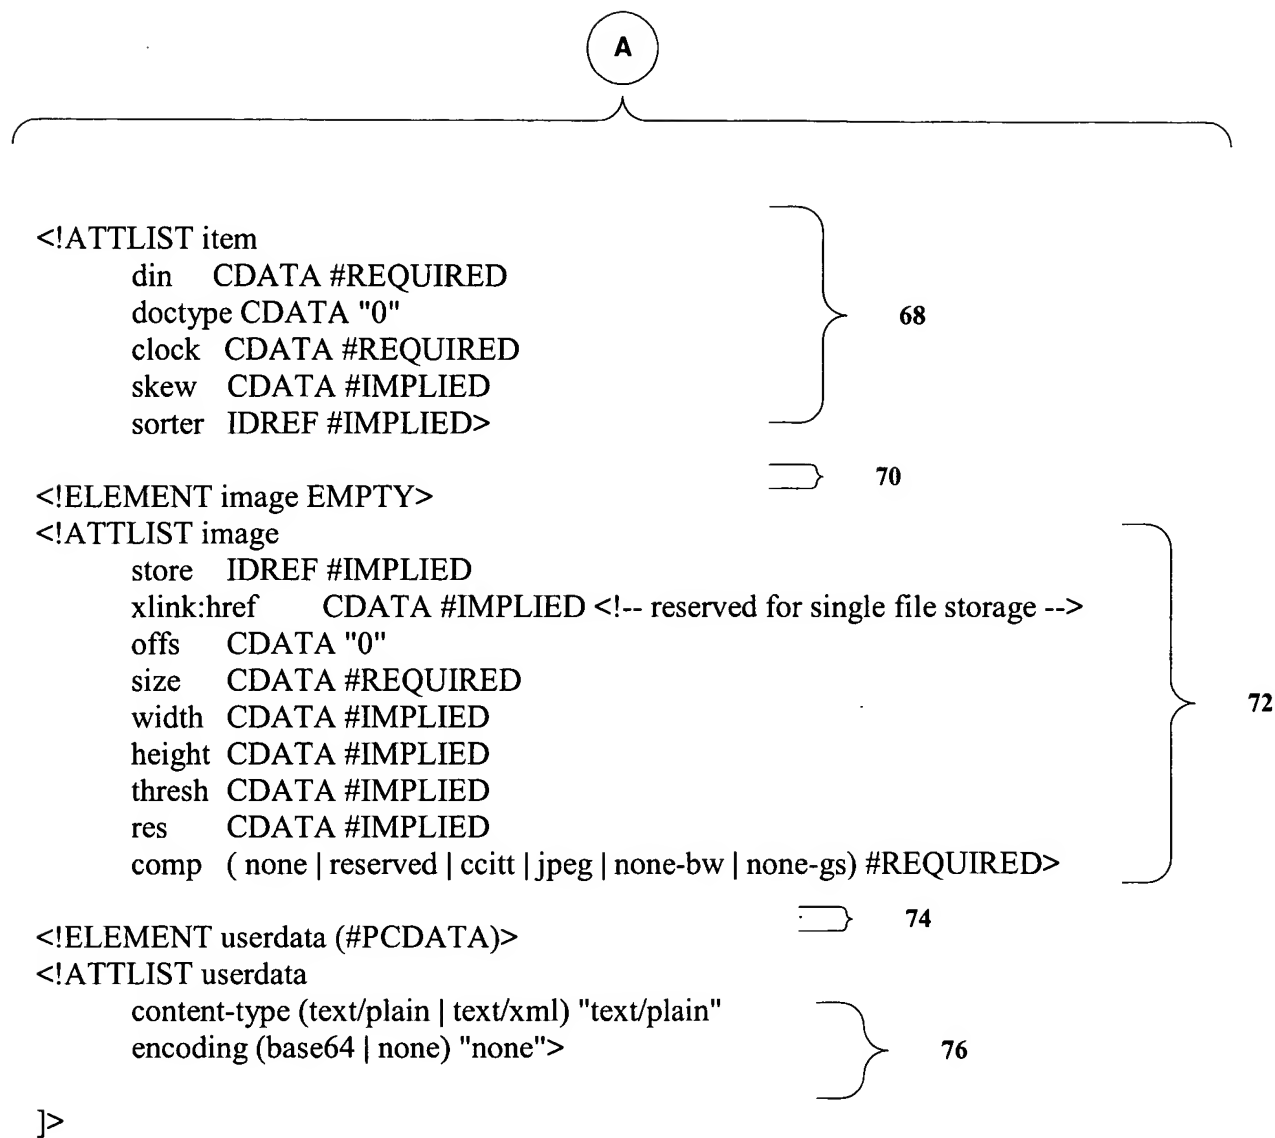 A
<!ATTLIST item
din CDATA #REQUIRED
doctype CDATA "0"
68
clock CDATA #REQUIRED
skew CDATA #IMPLIED
sorter IDREF #IMPLIED>
70
<!ELEMENT image EMPTY>
<!ATTLIST image
store IDREF #IMPLIED
xlink:href CDATA #IMPLIED <!-- reserved for single file storage -->
offs CDATA "0"
size CDATA #REQUIRED
72
width CDATA #IMPLIED
height CDATA #IMPLIED
thresh CDATA #IMPLIED
res CDATA #IMPLIED
comp ( none | reserved | ccitt | jpeg | none-bw | none-gs) #REQUIRED>
74
<!ELEMENT userdata (#PCDATA)>
<!ATTLIST userdata
content-type (text/plain | text/xml) "text/plain"
encoding (base64 | none) "none">
76
]>